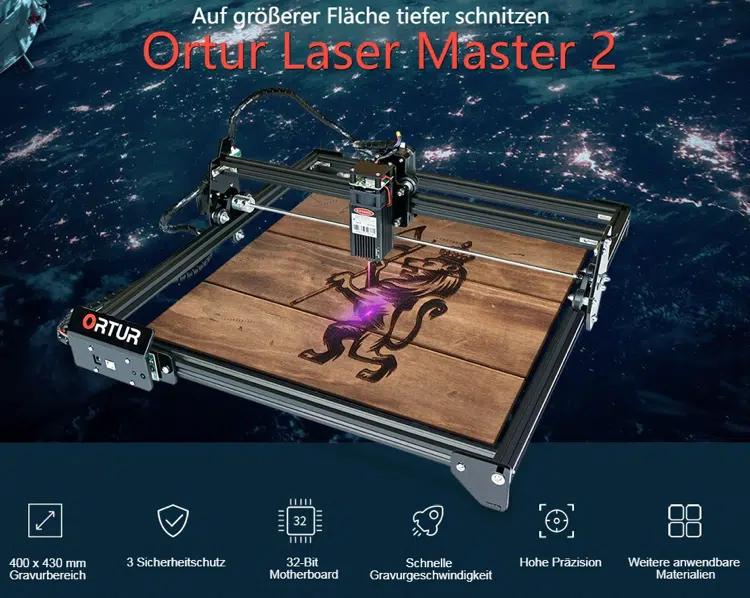 Auf größerer Fläche tiefer schnitzen
Ortur Laser Master 2
ORTUR
32
400 x 430 mm
Gravurbereich
3 Sicherheitschutz
32-Bit
Motherboard
Schnelle
Gravurgeschwindigkeit
Hohe Präzision
Weitere anwendbare
Materialien